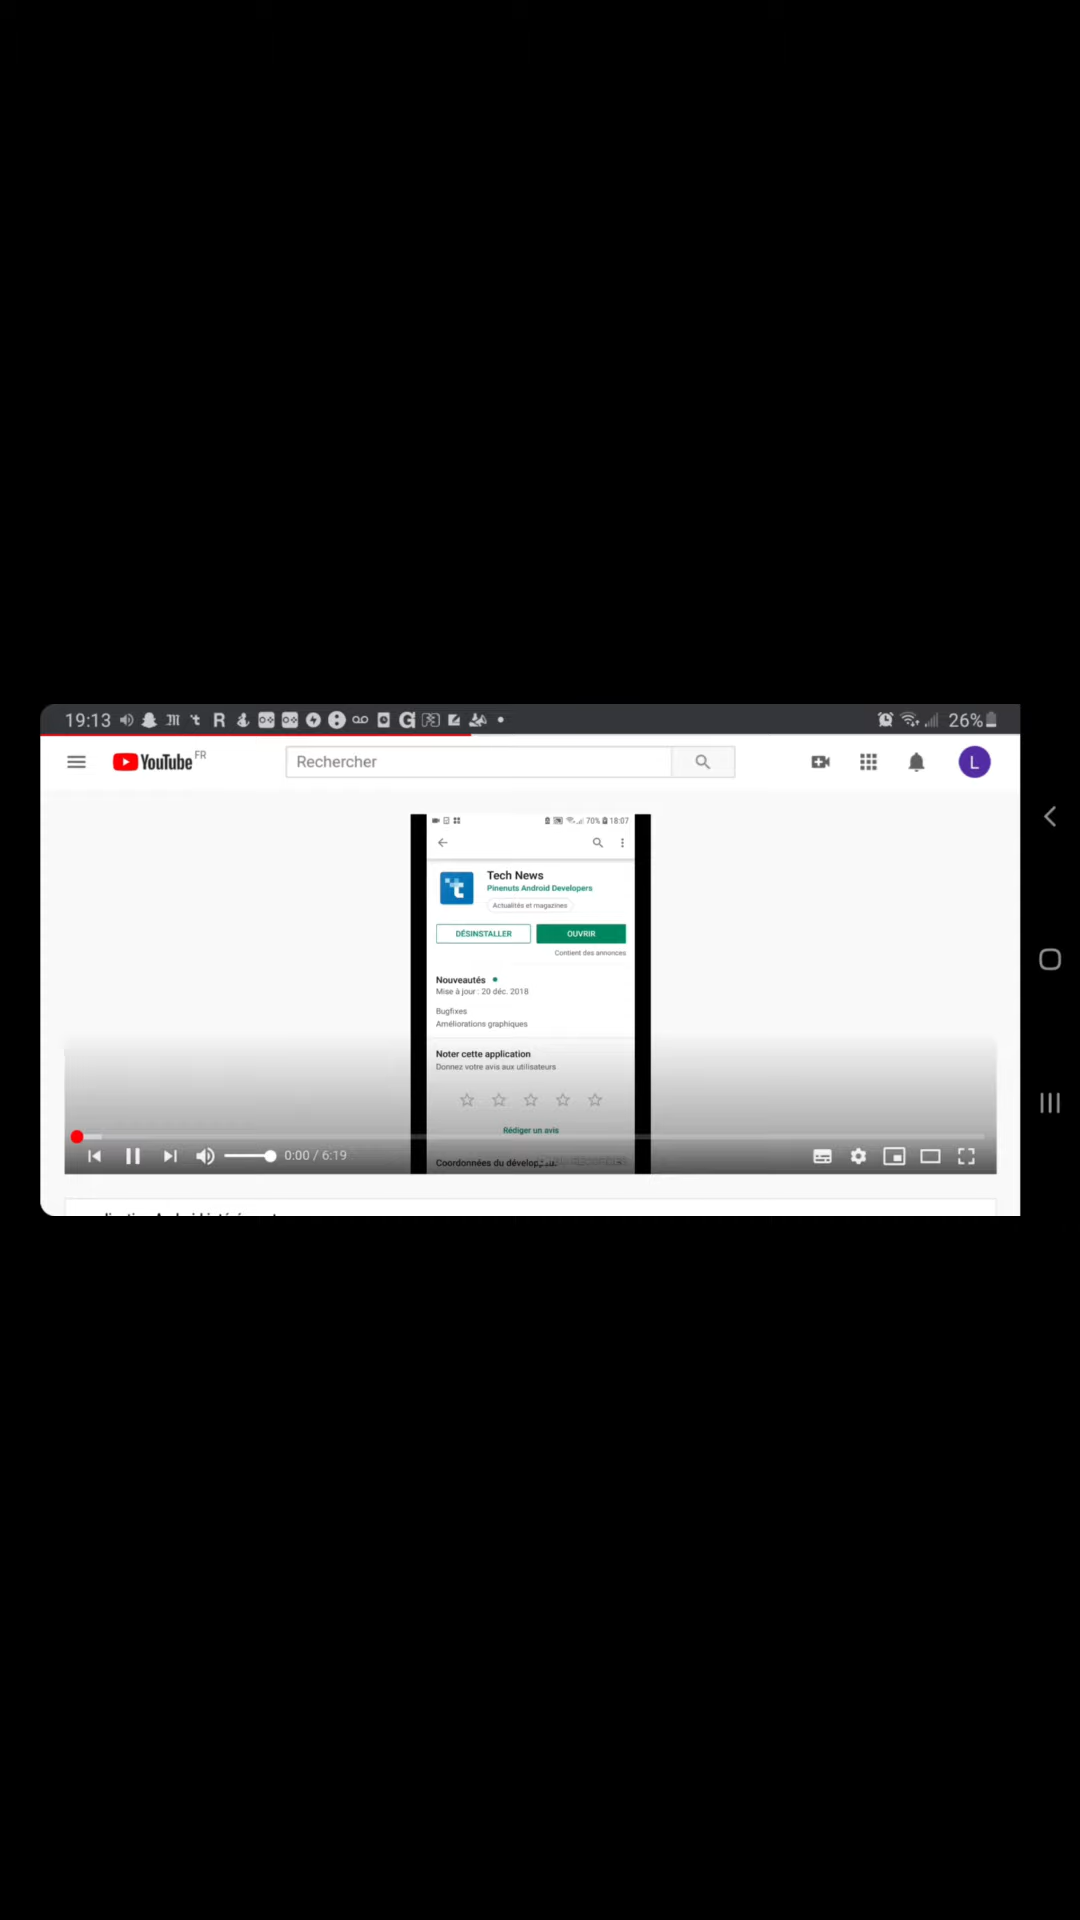 19:13
26%
YouTube FR
Rechercher
L
70% 18:07
Tech News
Pinenuts Android Developers
Actualités et magazines
DÉSINSTALLER
OUVRIR
Contient des annonces
Nouveautés
Mise à jour : 20 déc. 2018
Bugfixes
Améliorations graphiques
Noter cette application
Donnez votre avis aux utilisateurs
Rédiger un avis
Coordonnées du
0:00 / 6:19